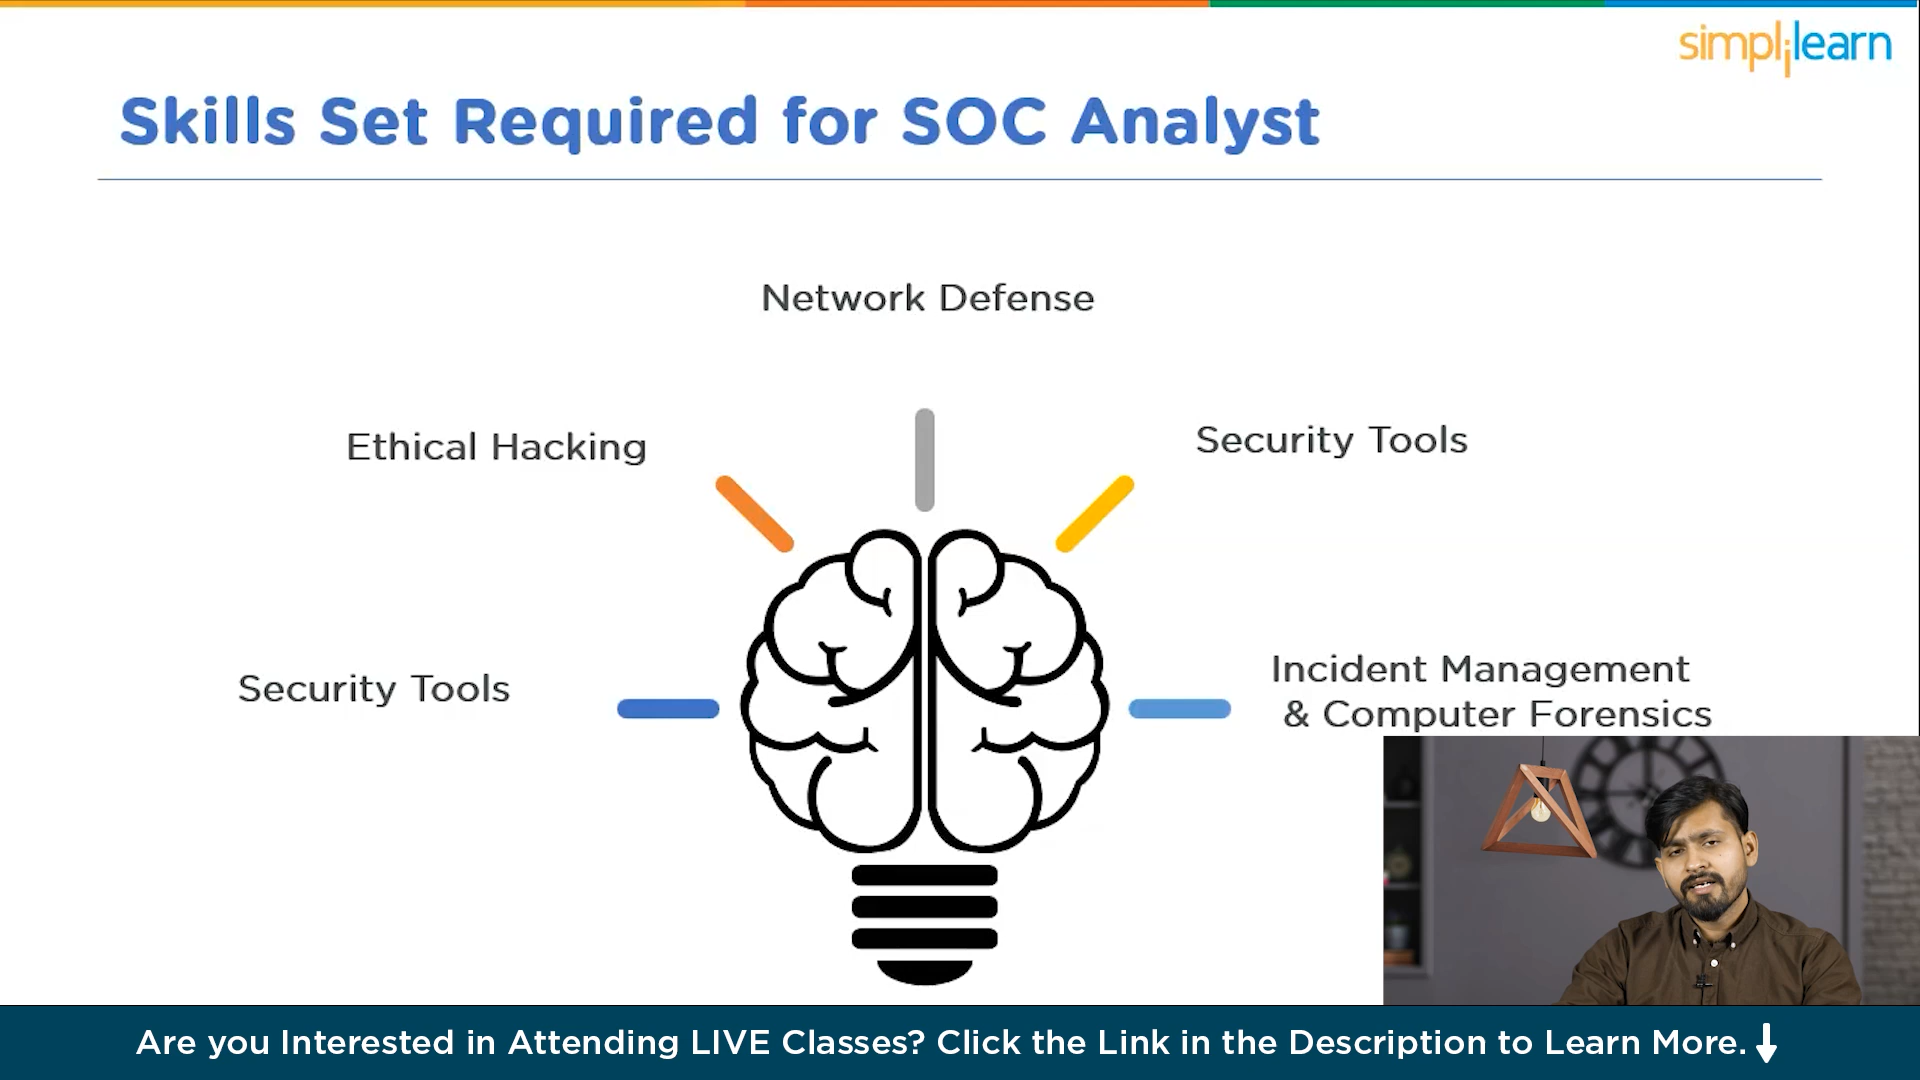 simplilearn
Skills Set Required for SOC Analyst
Network Defense
Ethical Hacking
Security Tools
Security Tools
Incident Management
& Computer Forensics
Are you Interested in Attending LIVE Classes? Click the Link in the Description to Learn More.